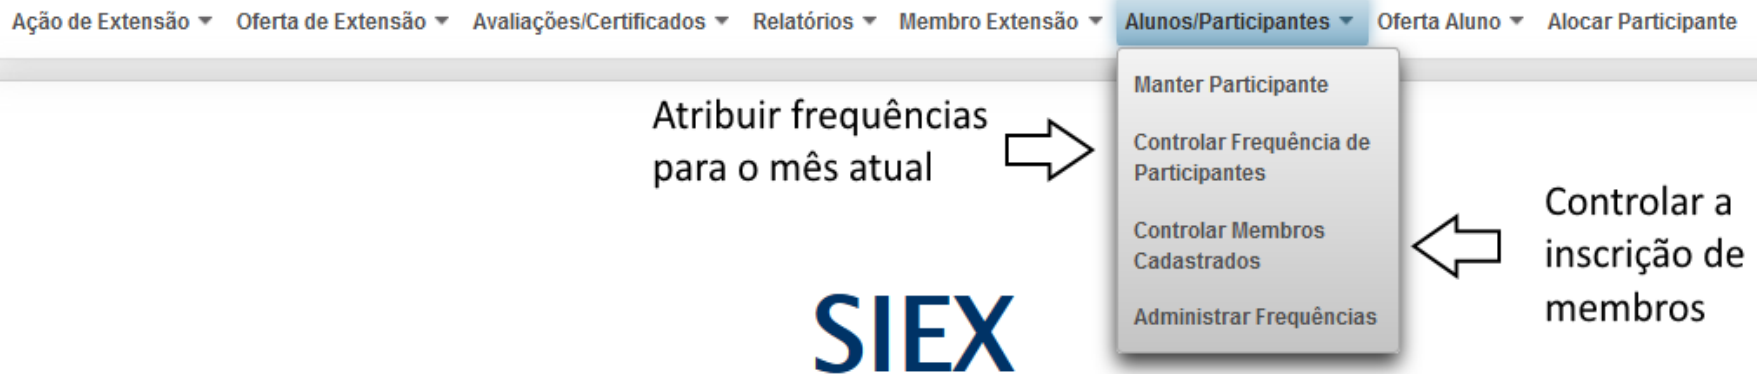 Ação de Extensão Oferta de Extensão Avaliações/Certificados Relatórios Membro Extensão Alunos/Participantes Oferta Aluno Alocar Participante
Manter Participante
Atribuir frequências
para o mês atual
Controlar Frequência de
Participantes
Controlar Membros
Cadastrados
Controlar a
inscrição de
membros
Administrar Frequências
SIEX